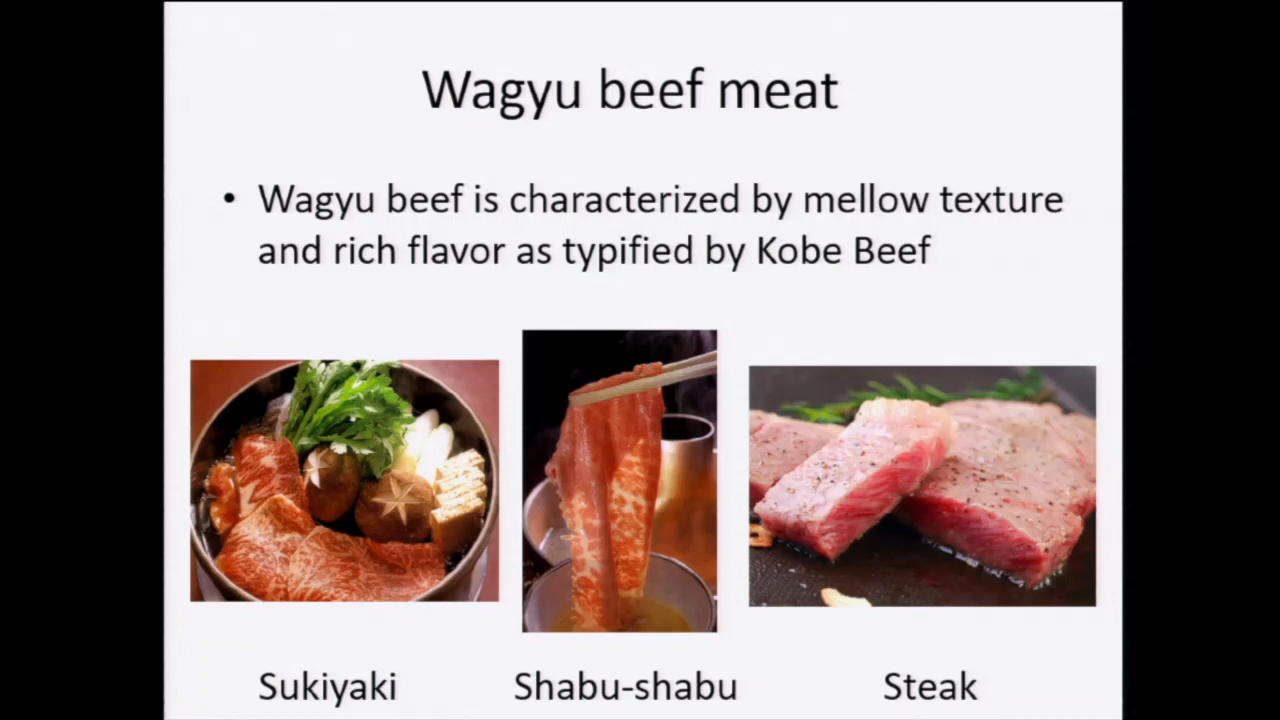 Wagyu beef meat
• Wagyu beef is characterized by mellow texture
and rich flavor as typified by Kobe Beef
Sukiyaki
Shabu-shabu
Steak